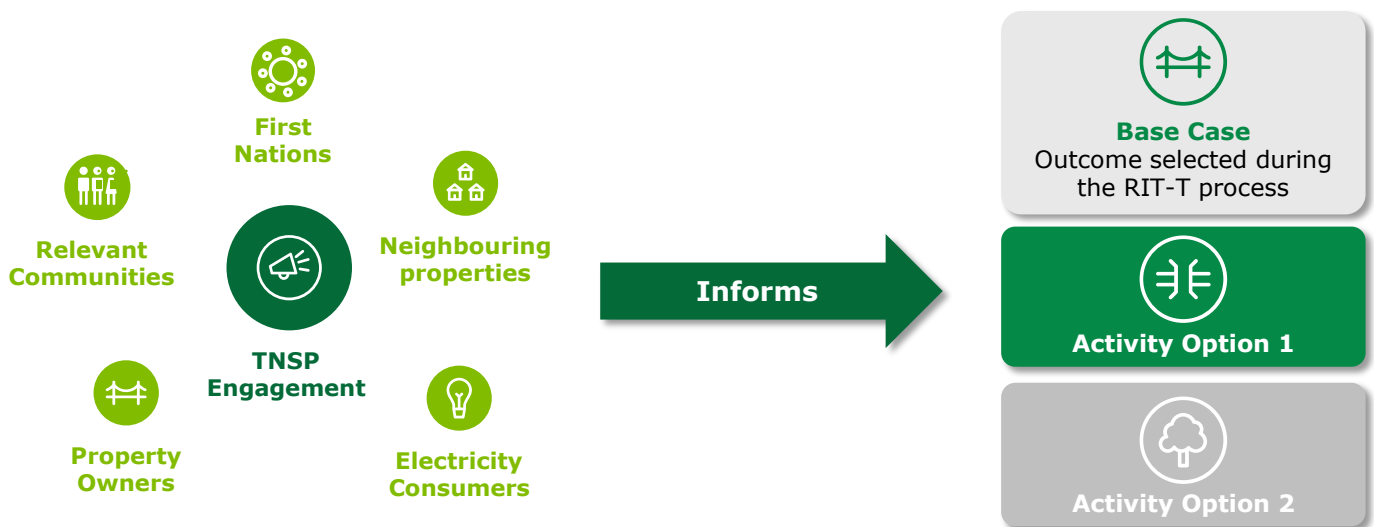 First
Nations
Relevant
Communities
Neighbouring
properties
TNSP
Engagement
Property
Owners
Electricity
Consumers
Informs
Base Case
Outcome selected during
the RIT-T process
Activity Option 1
Activity Option 2